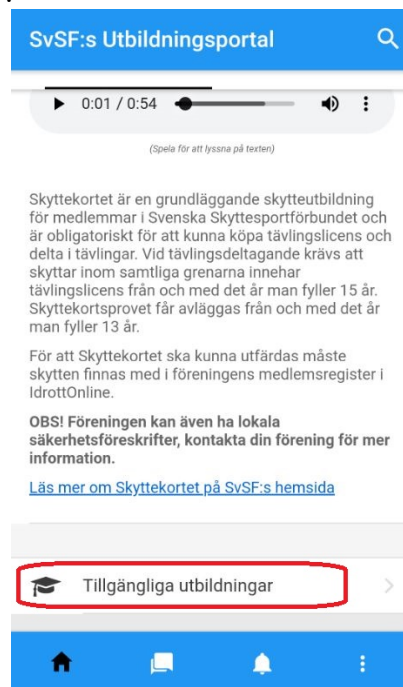 SvSF:s Utbildningsportal
0:01 / 0:54
(Spela för att lyssna på texten)
Skyttekortet är en grundläggande skytteutbildning
för medlemmar i Svenska Skyttesportförbundet och
är obligatoriskt för att kunna köpa tävlingslicens och
delta i tävlingar. Vid tävlingsdeltagande krävs att
skyttar inom samtliga grenarna innehar
tävlingslicens från och med det år man fyller 15 år.
Skyttekortsprovet får avläggas från och med det år
man fyller 13 år.
För att Skyttekortet ska kunna utfärdas måste
skytten finnas med i föreningens medlemsregister i
IdrottOnline.
OBS! Föreningen kan även ha lokala
säkerhetsföreskrifter, kontakta din förening för mer
information.
Läs mer om Skyttekortet på SvSF:s hemsida
Tillgängliga utbildningar